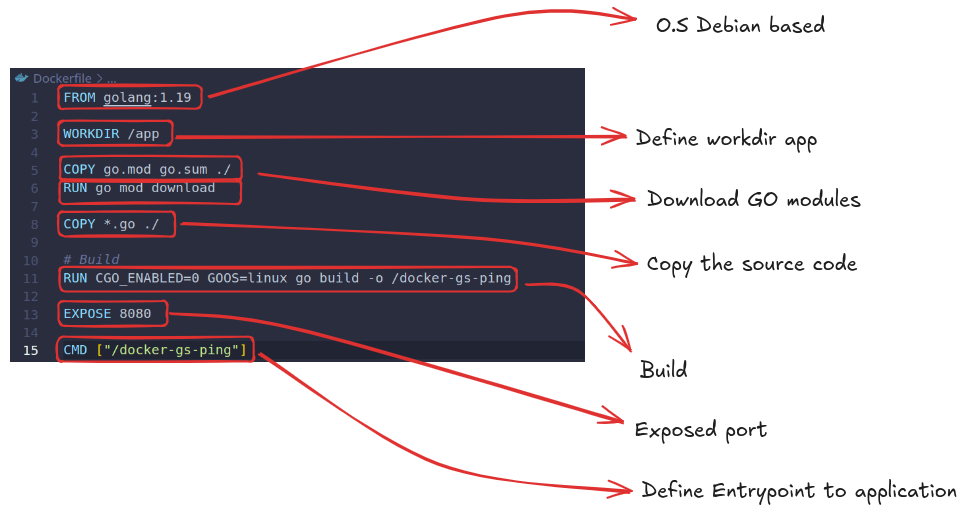 O.S Debian based
Dockerfile > ...
1 FROM golang:1.19
2
3 WORKDIR /app
Define workdir app
4
5 COPY go.mod go.sum ./
6 RUN go mod download
Download GO modules
7
8 COPY *.go ./
9
Copy the source code
10 # Build
11 RUN CGO_ENABLED=0 GOOS=linux go build -o /docker-gs-ping
12
13 EXPOSE 8080
14
15 CMD ["/docker-gs-ping"]
Build
Exposed port
Define Entrypoint to application